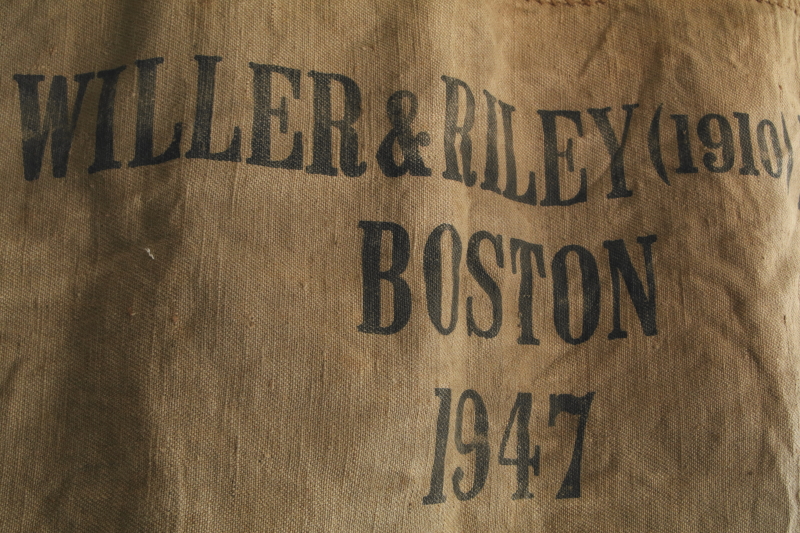 WILLER & RILEY (1910)
BOSTON
1947